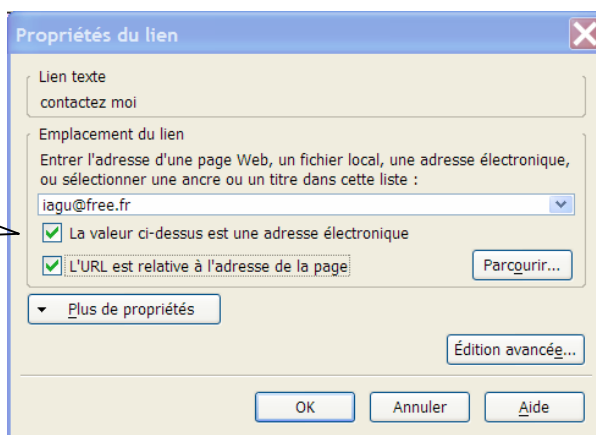 Propriétés du lien
Lien texte
contactez moi
Emplacement du lien
Entrer l'adresse d'une page Web, un fichier local, une adresse électronique,
ou sélectionner une ancre ou un titre dans cette liste :
iagu@free.fr
La valeur ci-dessus est une adresse électronique
L'URL est relative à l'adresse de la page
Parcourir...
Plus de propriétés
Édition avancée...
OK
Annuler
Aide